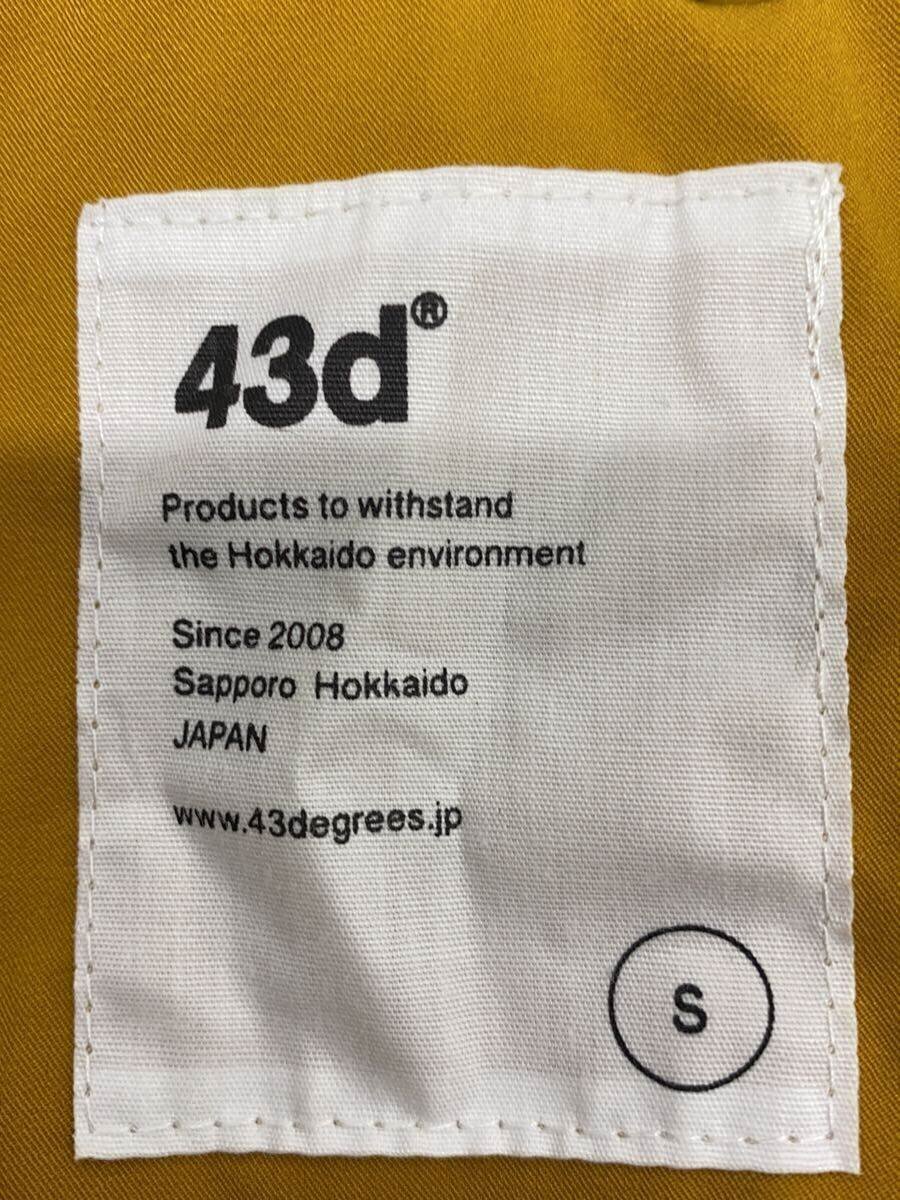 43d®
Products to withstand
the Hokkaido environment
Since 2008
Sapporo Hokkaido
JAPAN
www.43degrees.jp
S